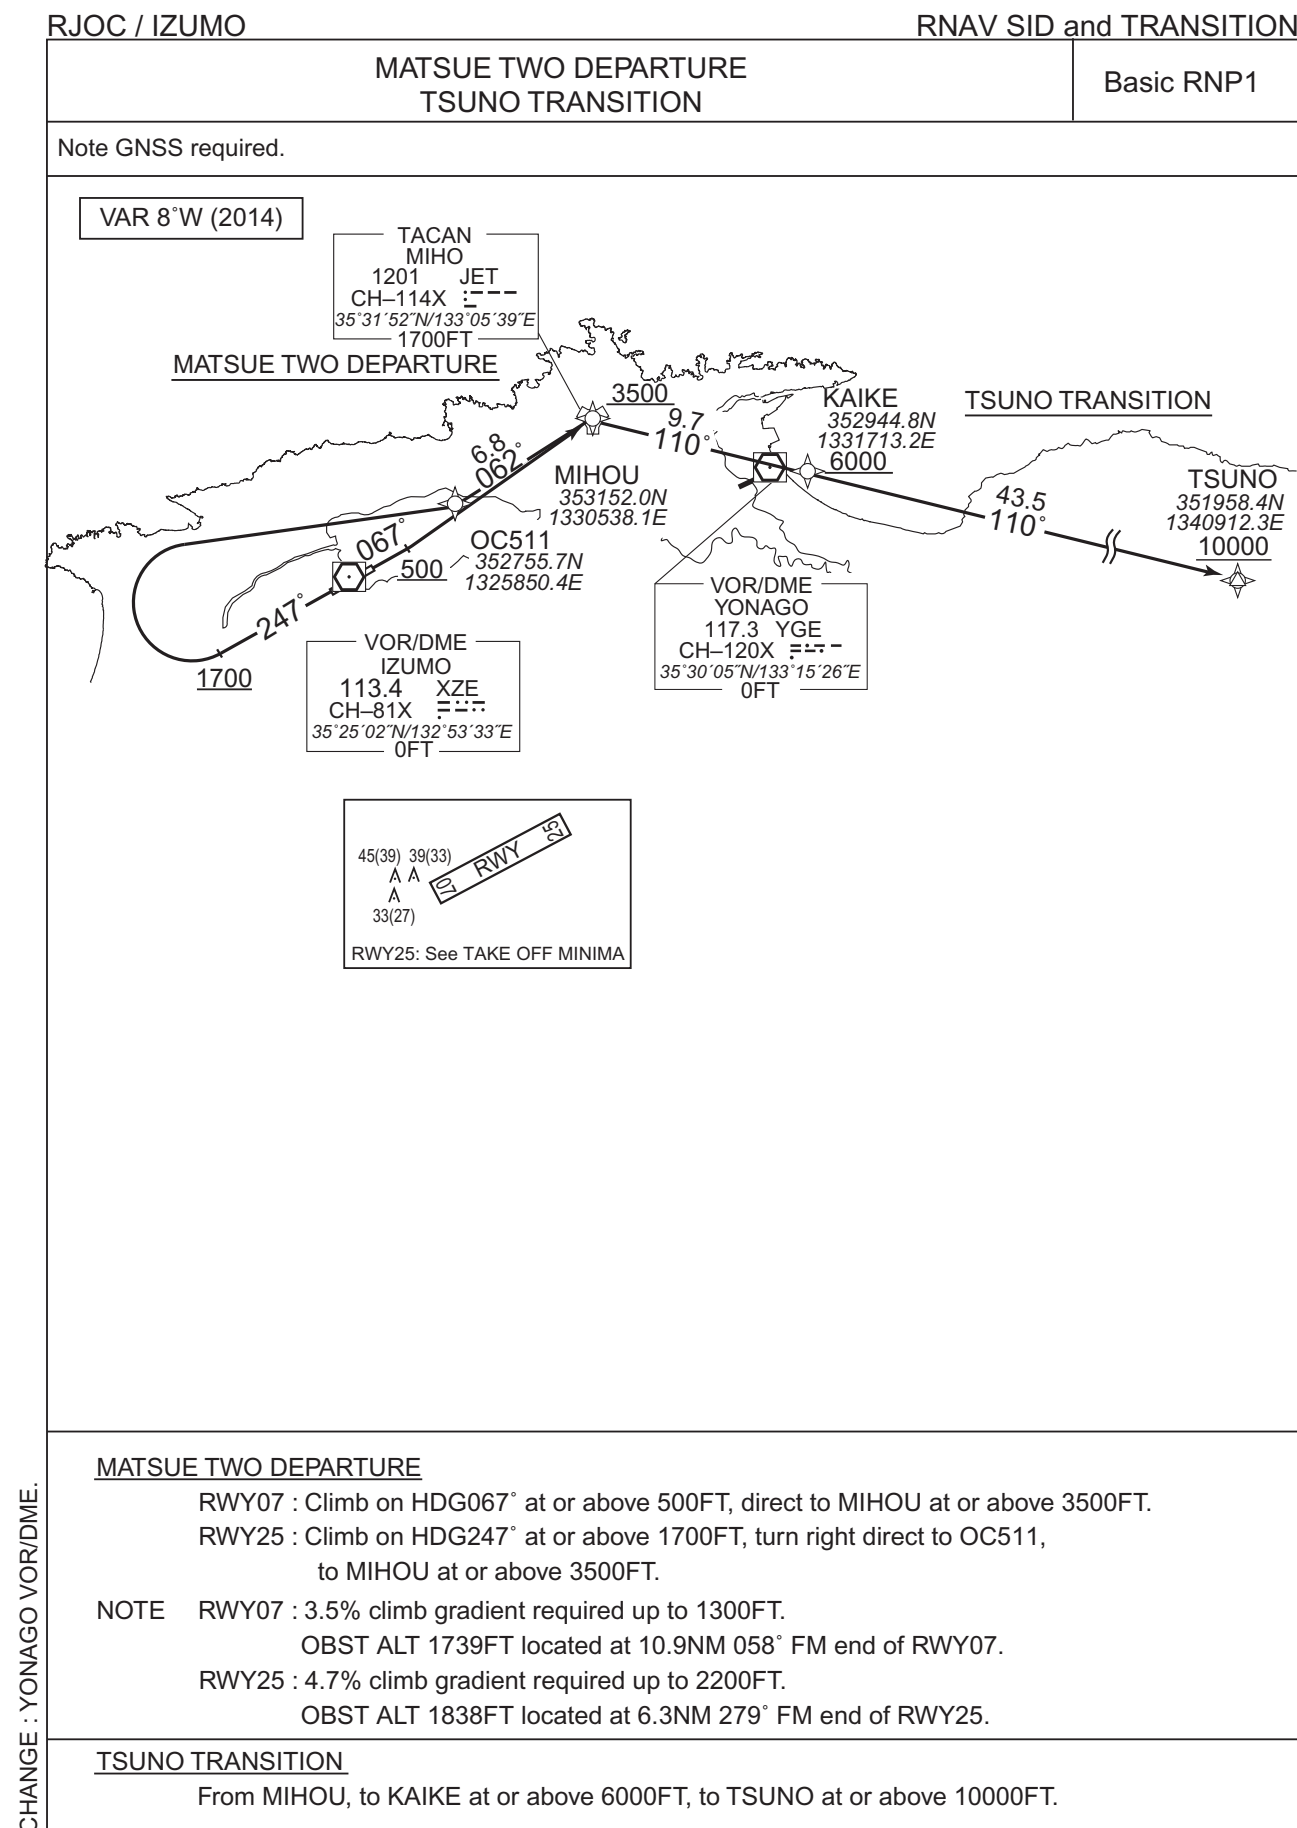 RJOC / IZUMO
RNAV SID and TRANSITION
MATSUE TWO DEPARTURE
TSUNO TRANSITION
Basic RNP1
Note GNSS required.
VAR 8˚W (2014)
TACAN
MIHO
1201 JET
CH–114X
35˚31´52˝N/133˚05´39˝E
1700FT
MATSUE TWO DEPARTURE
3500
9.7
110˚
KAIKE
352944.8N
1331713.2E
6000
TSUNO TRANSITION
6.8
062˚
MIHOU
353152.0N
1330538.1E
TSUNO
351958.4N
1340912.3E
10000
43.5
110˚
067˚
500
OC511
352755.7N
1325850.4E
247˚
1700
VOR/DME
IZUMO
113.4 XZE
CH–81X
35˚25´02˝N/132˚53´33˝E
0FT
VOR/DME
YONAGO
117.3 YGE
CH–120X
35˚30´05˝N/133˚15´26˝E
0FT
45(39) 39(33)
33(27)
07 RWY 25
RWY25: See TAKE OFF MINIMA
MATSUE TWO DEPARTURE
RWY07 : Climb on HDG067˚ at or above 500FT, direct to MIHOU at or above 3500FT.
RWY25 : Climb on HDG247˚ at or above 1700FT, turn right direct to OC511,
to MIHOU at or above 3500FT.
NOTE RWY07 : 3.5% climb gradient required up to 1300FT.
OBST ALT 1739FT located at 10.9NM 058˚ FM end of RWY07.
RWY25 : 4.7% climb gradient required up to 2200FT.
OBST ALT 1838FT located at 6.3NM 279˚ FM end of RWY25.
TSUNO TRANSITION
From MIHOU, to KAIKE at or above 6000FT, to TSUNO at or above 10000FT.
CHANGE : YONAGO VOR/DME.